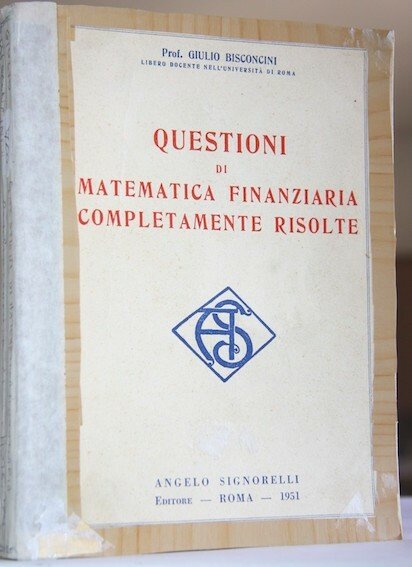 Prof. GIULIO BISCONCINI
LIBERO DOCENTE NELL'UNIVERSITÀ DI ROMA
QUESTIONI
DI
MATEMATICA FINANZIARIA
COMPLETAMENTE RISOLTE
AS
ANGELO SIGNORELLI
EDITORE — ROMA — 1951